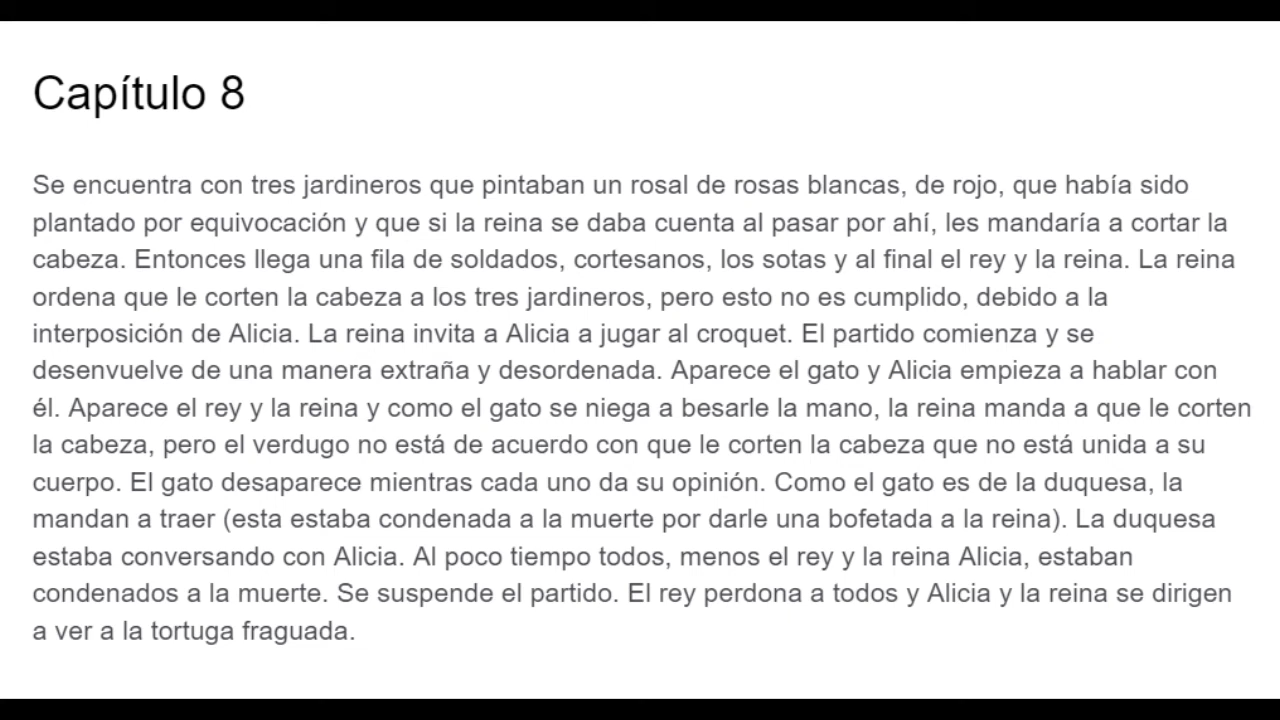 Capítulo 8
Se encuentra con tres jardineros que pintaban un rosal de rosas blancas, de rojo, que había sido
plantado por equivocación y que si la reina se daba cuenta al pasar por ahí, les mandaría a cortar la
cabeza. Entonces llega una fila de soldados, cortesanos, los sotas y al final el rey y la reina. La reina
ordena que le corten la cabeza a los tres jardineros, pero esto no es cumplido, debido a la
interposición de Alicia. La reina invita a Alicia a jugar al croquet. El partido comienza y se
desenvuelve de una manera extraña y desordenada. Aparece el gato y Alicia empieza a hablar con
él. Aparece el rey y la reina y como el gato se niega a besarle la mano, la reina manda a que le corten
la cabeza, pero el verdugo no está de acuerdo con que le corten la cabeza que no está unida a su
cuerpo. El gato desaparece mientras cada uno da su opinión. Como el gato es de la duquesa, la
mandan a traer (esta estaba condenada a la muerte por darle una bofetada a la reina). La duquesa
estaba conversando con Alicia. Al poco tiempo todos, menos el rey y la reina Alicia, estaban
condenados a la muerte. Se suspende el partido. El rey perdona a todos y Alicia y la reina se dirigen
a ver a la tortuga fraguada.